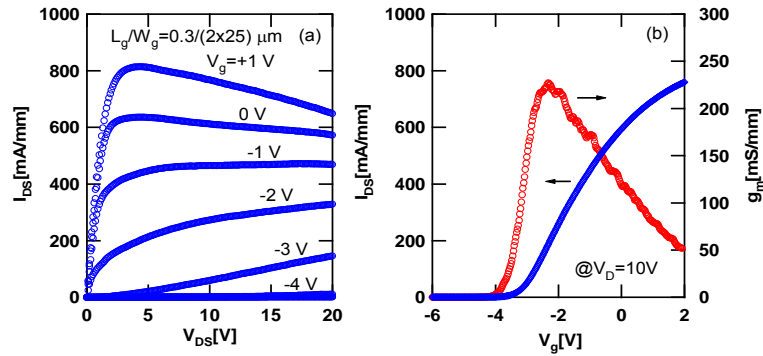 L_g/W_g=0.3/(2x25) μm (a)
V_g=+1 V
0 V
-1 V
-2 V
-3 V
-4 V
1000
800
600
400
200
0
I_DS[mA/mm]
0 5 10 15 20
V_DS[V]
(b)
1000
800
600
400
200
0
I_DS[mA/mm]
300
250
200
150
100
50
0
g_m[mS/mm]
@V_D=10V
-6 -4 -2 0 2
V_g[V]